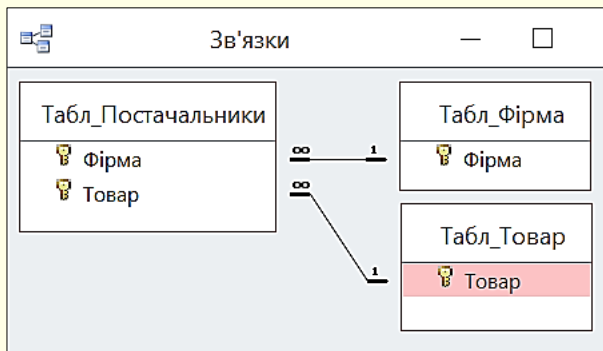 Зв'язки
Табл_Постачальники
Фірма
Товар
∞ 1
∞
1
Табл_Фірма
Фірма
Табл_Товар
Товар